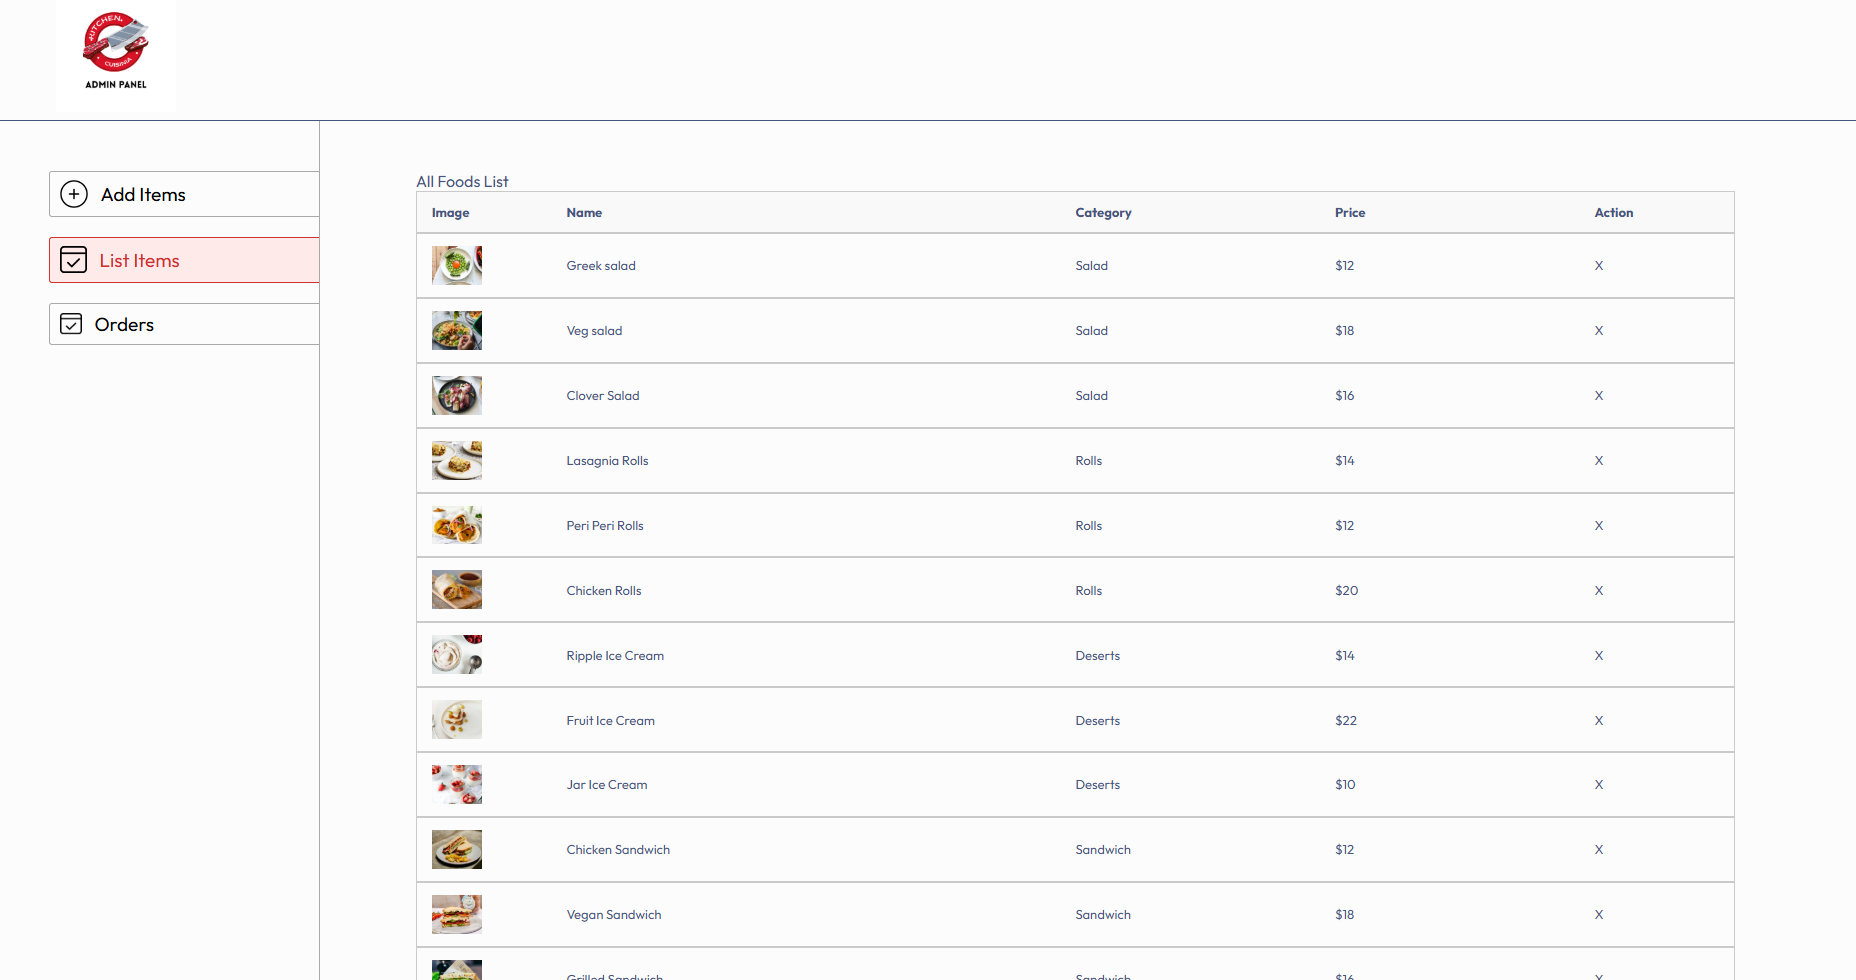 KITCHEN
CUISINIA
ADMIN PANEL
Add Items
List Items
Orders
All Foods List
Image Name Category Price Action
Greek salad Salad $12 X
Veg salad Salad $18 X
Clover Salad Salad $16 X
Lasagnia Rolls Rolls $14 X
Peri Peri Rolls Rolls $12 X
Chicken Rolls Rolls $20 X
Ripple Ice Cream Deserts $14 X
Fruit Ice Cream Deserts $22 X
Jar Ice Cream Deserts $10 X
Chicken Sandwich Sandwich $12 X
Vegan Sandwich Sandwich $18 X
Grilled Sandwich Sandwich $16 X